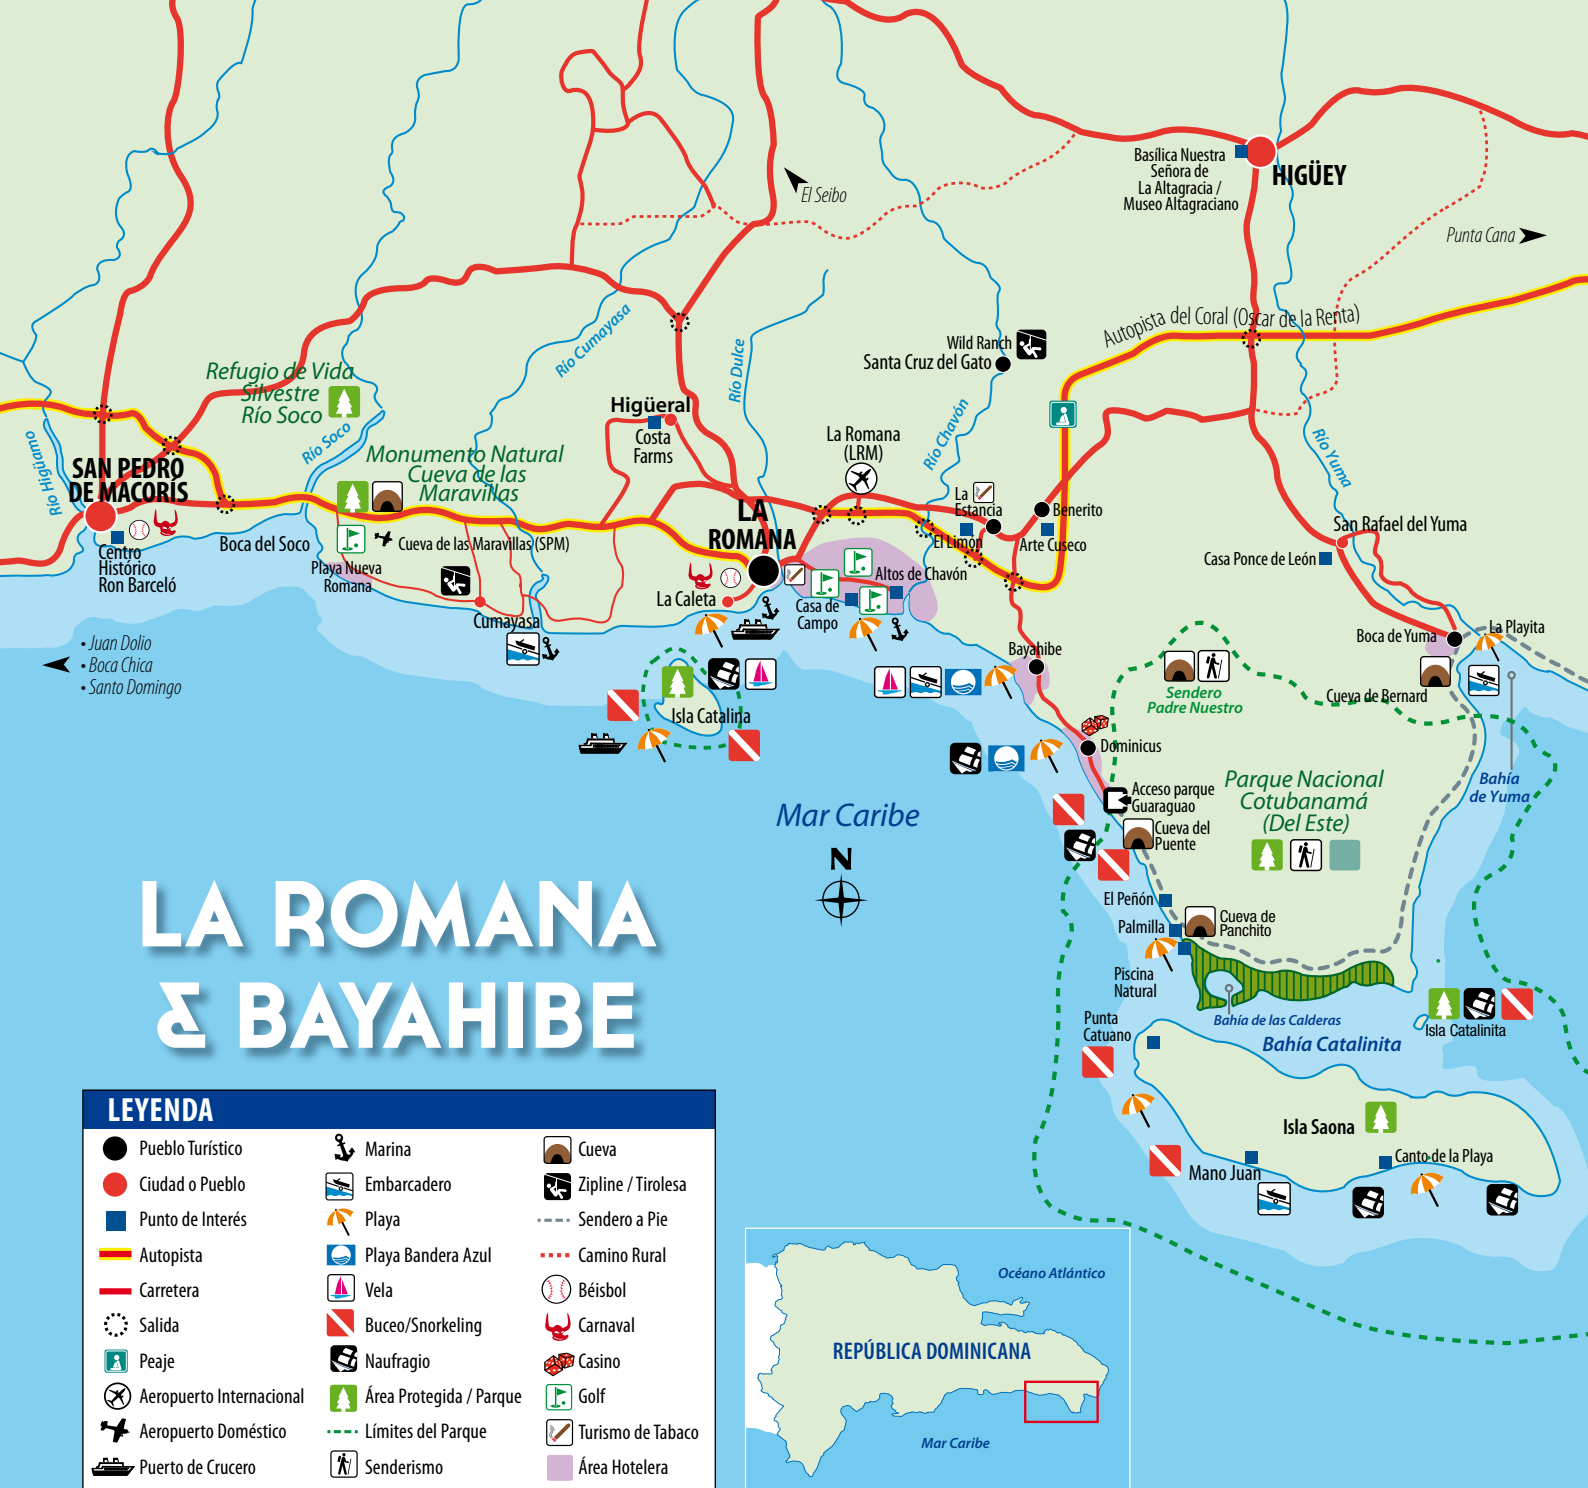 El Seibo
Basílica Nuestra
Señora de
La Altagracia /
Museo Altagraciano
HIGÜEY
Punta Cana
Autopista del Coral (Oscar de la Renta)
Río Cumayasa
Río Dulce
Wild Ranch
Santa Cruz del Gato
Refugio de Vida
Silvestre
Río Soco
Río Soco
Río Higüamo
Higüeral
Costa
Farms
La Romana
(LRM)
Río Chavón
Río Yuma
Monumento Natural
Cueva de las
Maravillas
SAN PEDRO
DE MACORÍS
Centro
Histórico
Ron Barceló
Boca del Soco
Cueva de las Maravillas (SPM)
Playa Nueva
Romana
Cumayasa
LA
ROMANA
La Caleta
La
Estancia
El Limón
Benerito
Arte Cuseco
Altos de Chavón
Casa de
Campo
San Rafael del Yuma
Casa Ponce de León
Boca de Yuma
La Playita
Bayahibe
• Juan Dolio
• Boca Chica
• Santo Domingo
Isla Catalina
Sendero
Padre Nuestro
Cueva de Bernard
Dominicus
Bahía
de Yuma
Acceso parque
Guaraguao
Cueva del
Puente
Parque Nacional
Cotubanamá
(Del Este)
Mar Caribe
N
El Peñón
Palmilla
Cueva de
Panchito
Piscina
Natural
Bahía de las Calderas
Bahía Catalinita
Isla Catalinita
Punta
Catuano
Isla Saona
Mano Juan
Canto de la Playa
LA ROMANA
& BAYAHIBE
LEYENDA
Pueblo Turístico
Ciudad o Pueblo
Punto de Interés
Autopista
Carretera
Salida
Peaje
Aeropuerto Internacional
Aeropuerto Doméstico
Puerto de Crucero
Marina
Embarcadero
Playa
Playa Bandera Azul
Vela
Buceo/Snorkeling
Naufragio
Área Protegida / Parque
Límites del Parque
Senderismo
Cueva
Zipline / Tirolesa
Sendero a Pie
Camino Rural
Béisbol
Carnaval
Casino
Golf
Turismo de Tabaco
Área Hotelera
Océano Atlántico
REPÚBLICA DOMINICANA
Mar Caribe